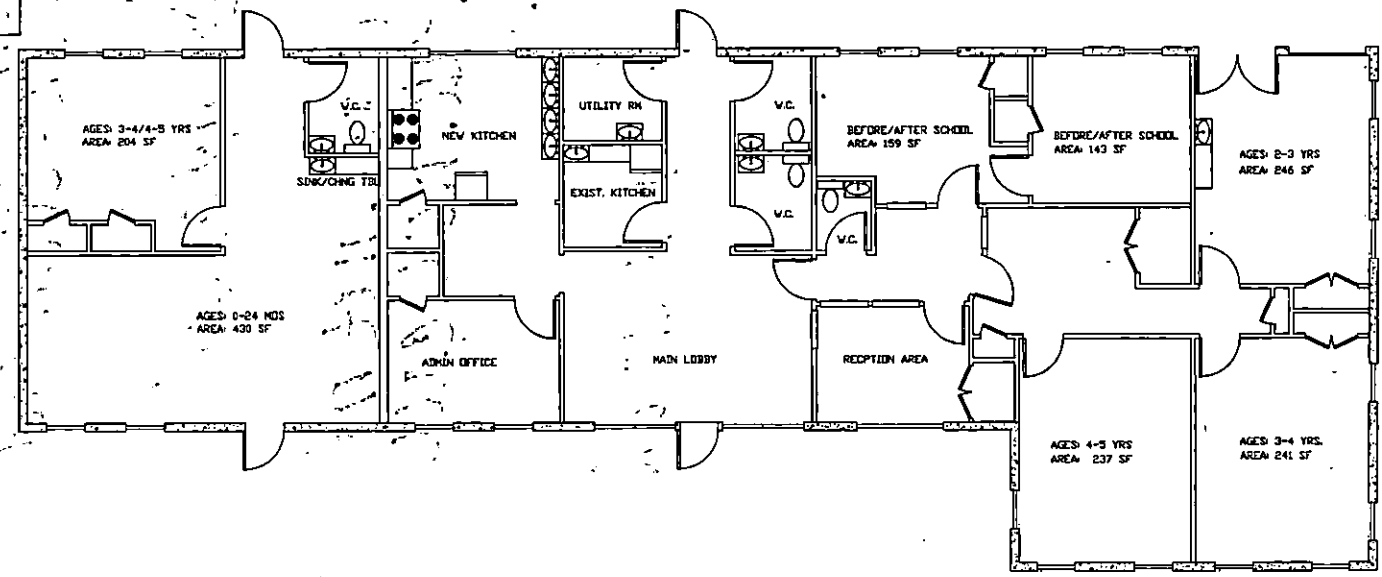 AGES: 3-4/4-5 YRS
AREA: 204 SF
W.C.
SINK/CHNG TBL
NEW KITCHEN
UTILITY RM
EXIST. KITCHEN
W.C.
W.C.
W.C.
BEFORE/AFTER SCHOOL
AREA: 159 SF
BEFORE/AFTER SCHOOL
AREA: 143 SF
AGES: 2-3 YRS
AREA: 246 SF
AGES: 0-24 MOS
AREA: 430 SF
ADMIN OFFICE
MAIN LOBBY
RECPTION AREA
AGES: 4-5 YRS
AREA: 237 SF
AGES: 3-4 YRS.
AREA: 241 SF